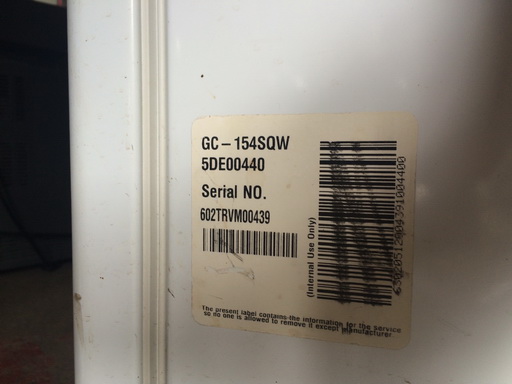 GC-154SQW
5DE00440
Serial NO.
602TRVM00439
(Internal Use Only)
The present label contains-the information for the service
so no one is allowed to remove it except manufacturer